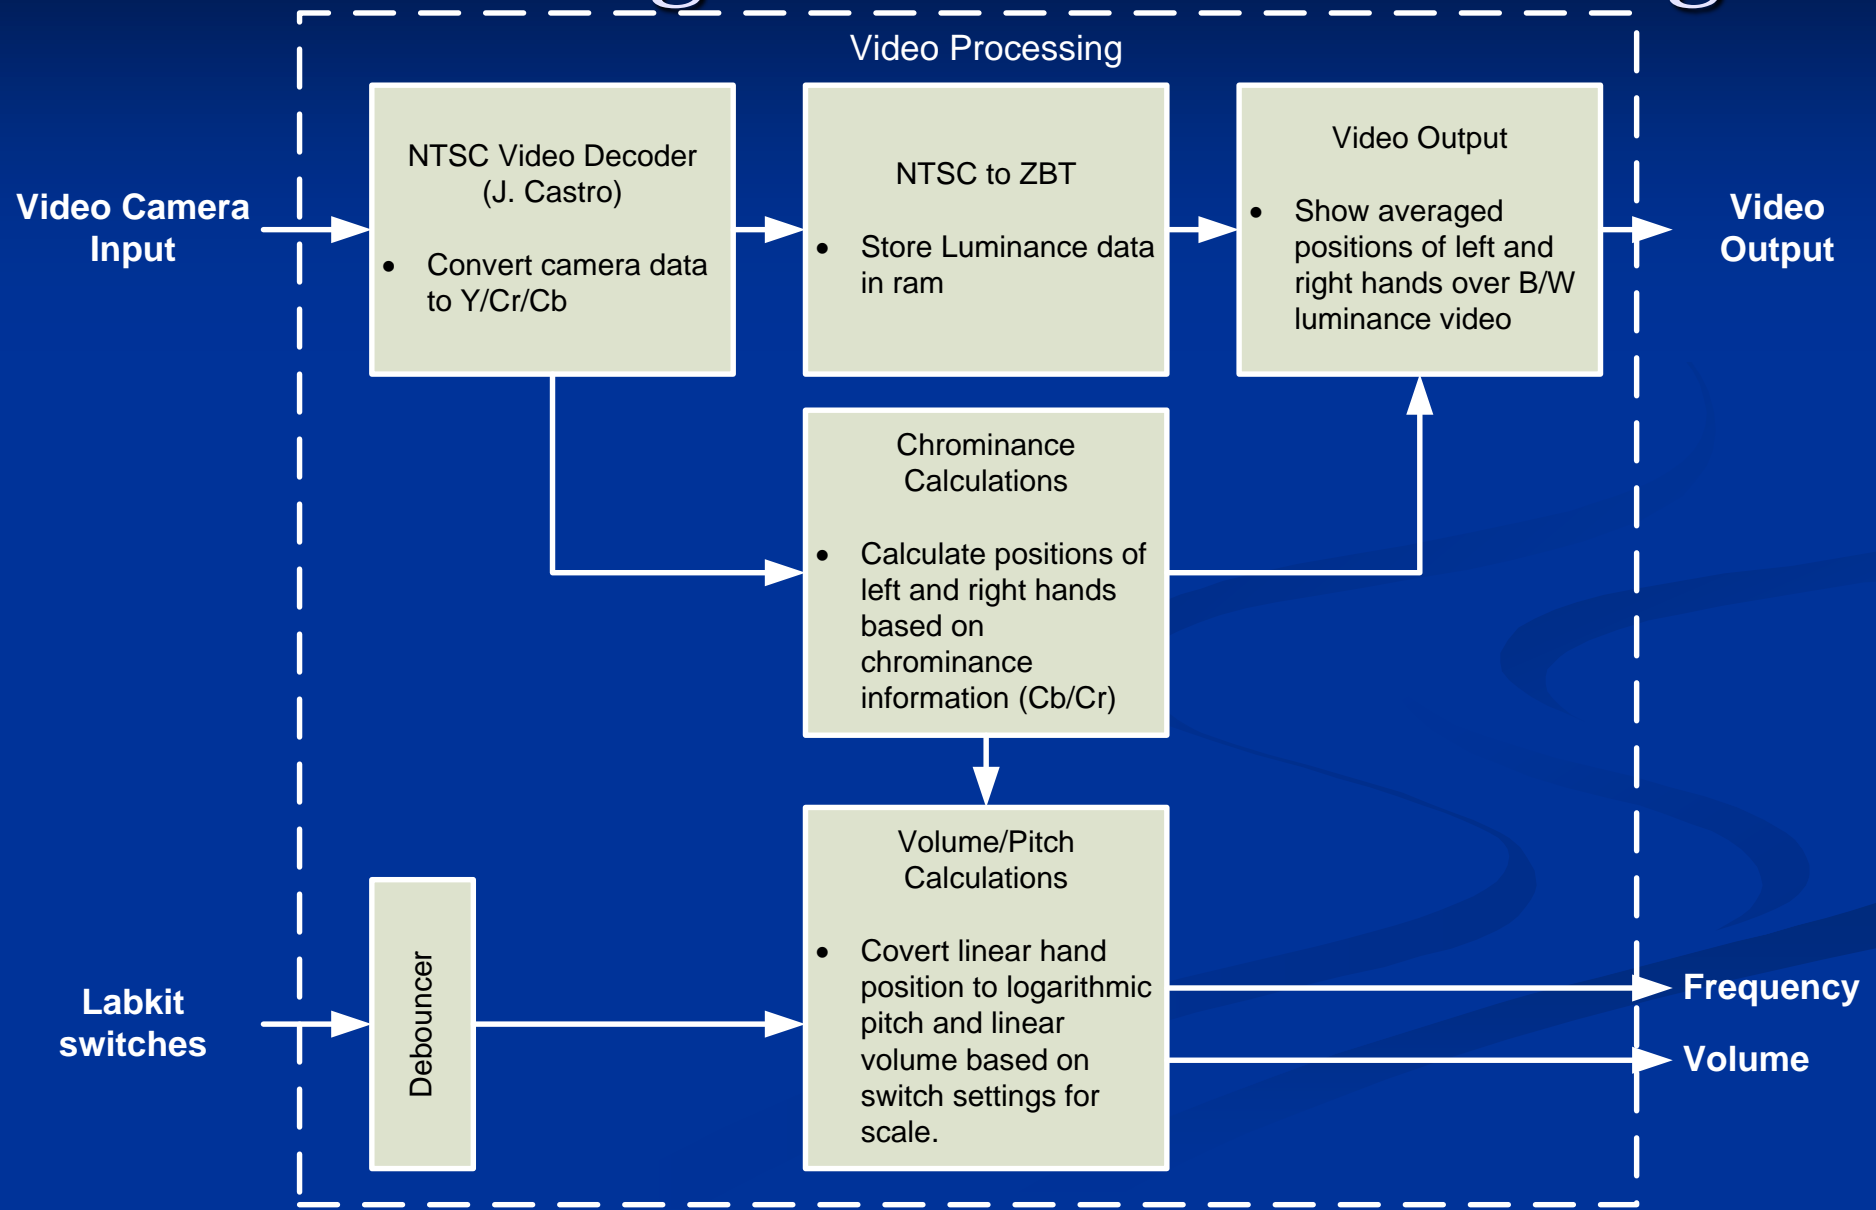 Video Processing
Video Camera
Input
NTSC Video Decoder
(J. Castro)
• Convert camera data
to Y/Cr/Cb
NTSC to ZBT
• Store Luminance data
in ram
Video Output
• Show averaged
positions of left and
right hands over B/W
luminance video
Video
Output
Chrominance
Calculations
• Calculate positions of
left and right hands
based on
chrominance
information (Cb/Cr)
Labkit
switches
Debouncer
Volume/Pitch
Calculations
• Covert linear hand
position to logarithmic
pitch and linear
volume based on
switch settings for
scale.
Frequency
Volume